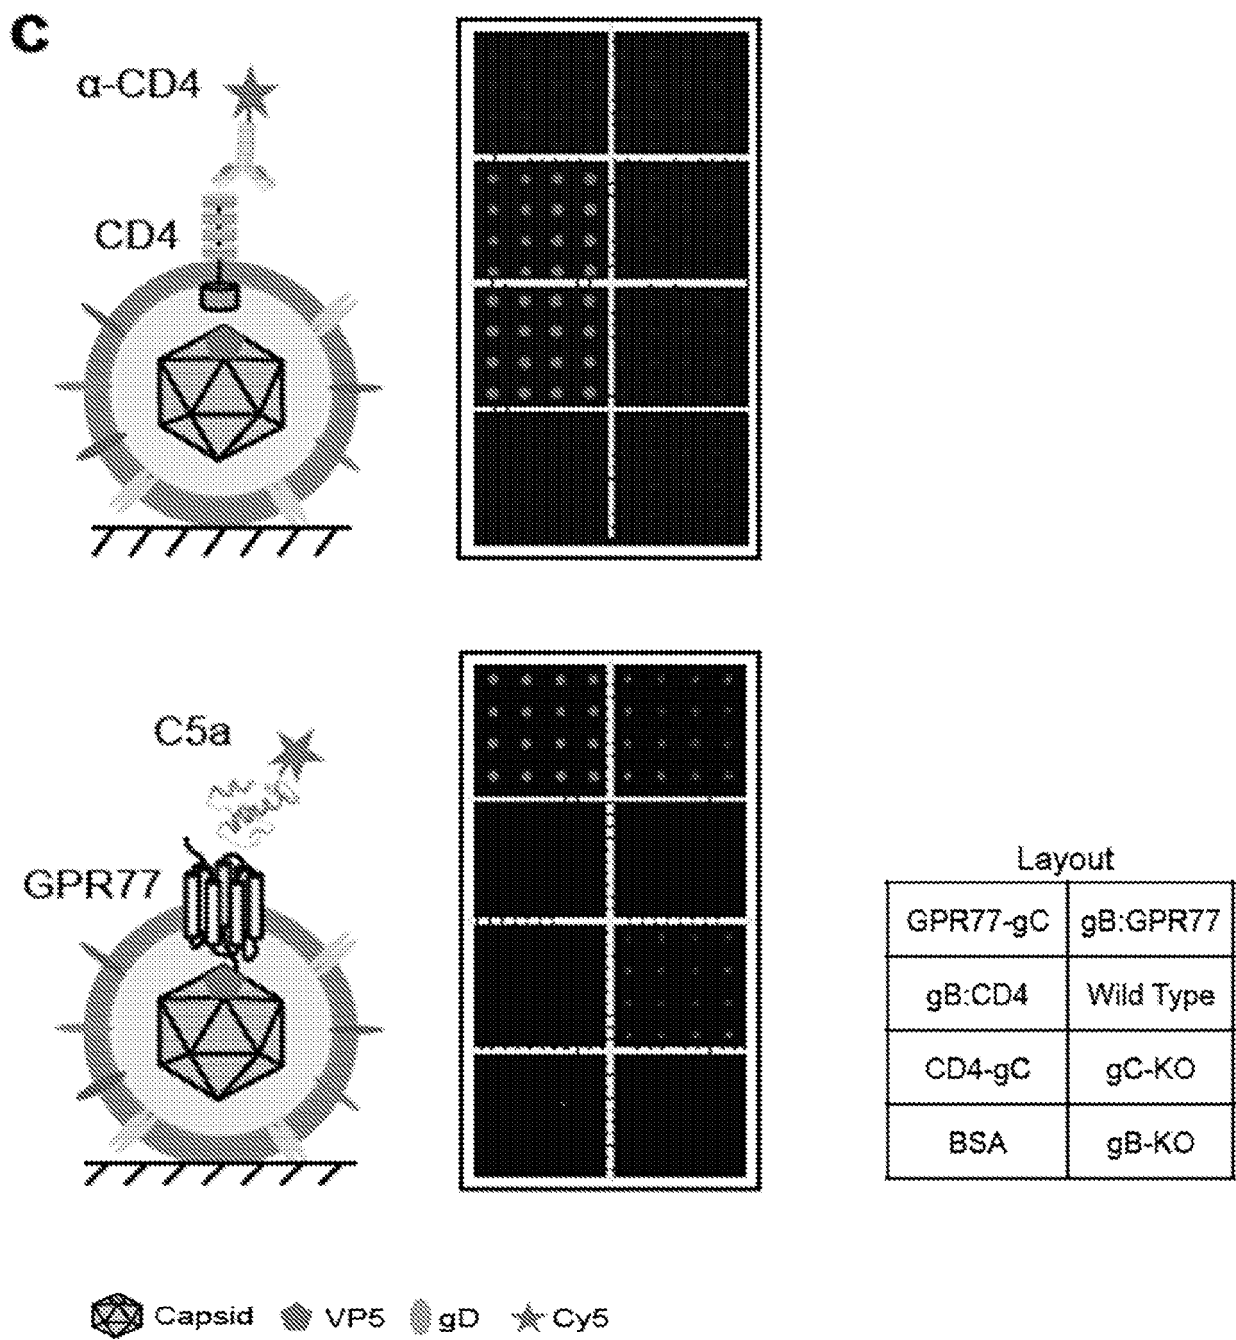 c
α-CD4
CD4
C5a
GPR77
Layout
GPR77-gC gB:GPR77
gB:CD4 Wild Type
CD4-gC gC-KO
BSA gB-KO
Capsid VP5 gD Cy5